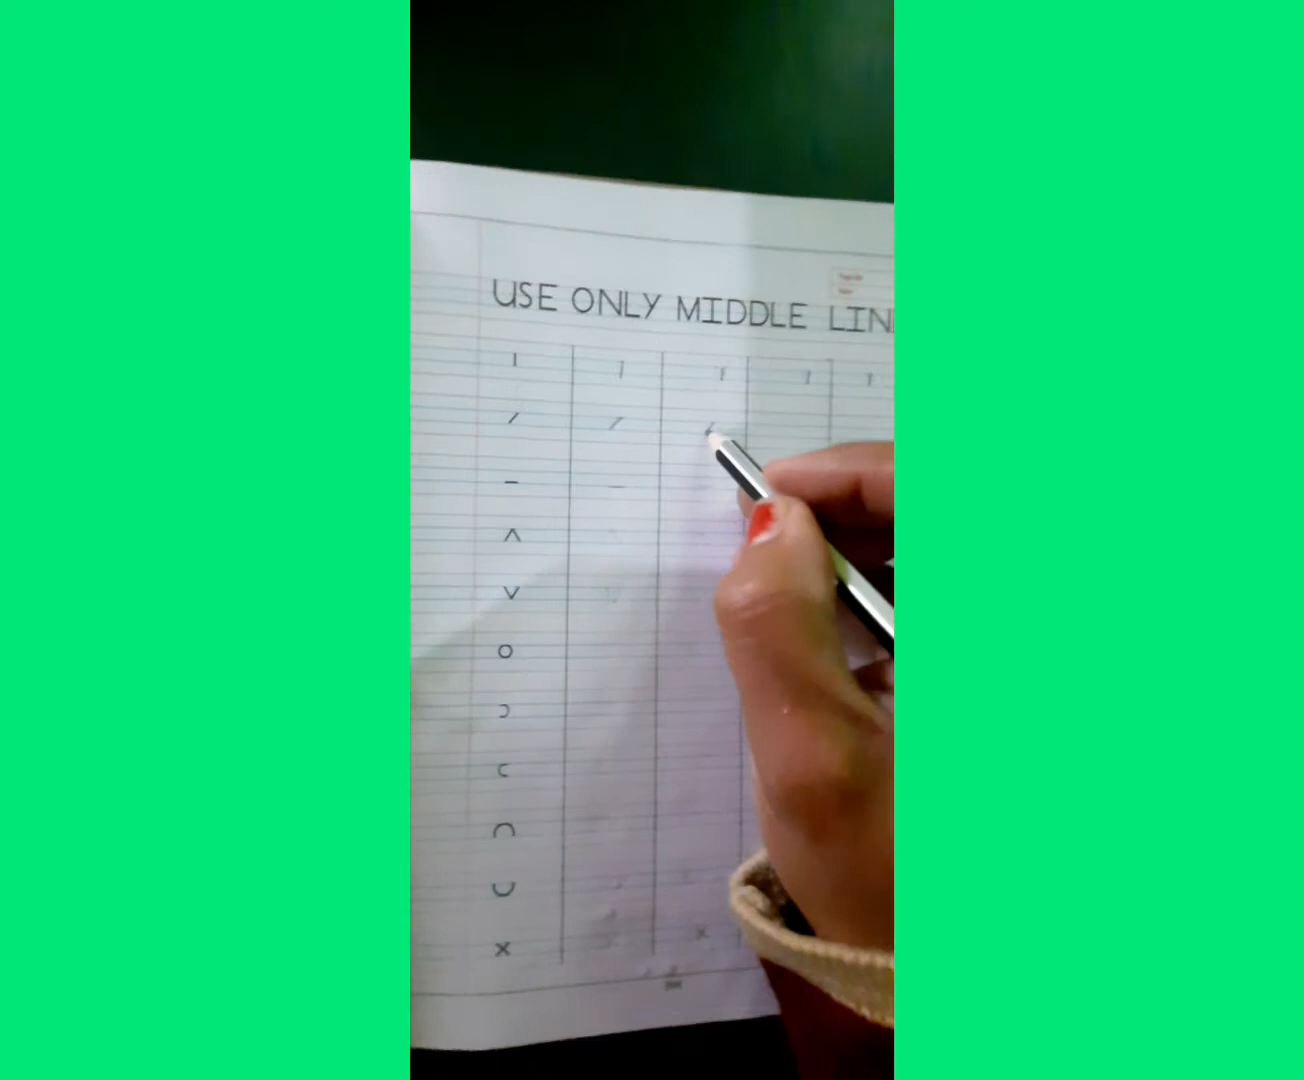 USE ONLY MIDDLE LIN
I ꓶ ꓶ ꓶ ꓶ
/ / /
– –
∧
∨
O
Ɔ
C
∩
∪
X X